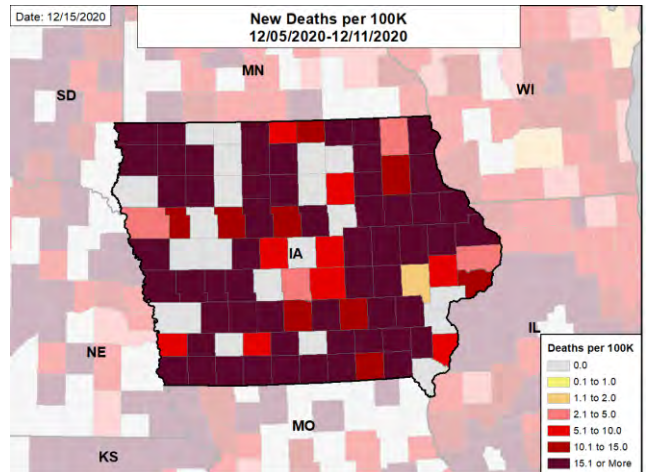 Date: 12/15/2020
New Deaths per 100K
12/05/2020-12/11/2020
MN
WI
SD
IA
NE
IL
MO
KS
Deaths per 100K
0.0
0.1 to 1.0
1.1 to 2.0
2.1 to 5.0
5.1 to 10.0
10.1 to 15.0
15.1 or More